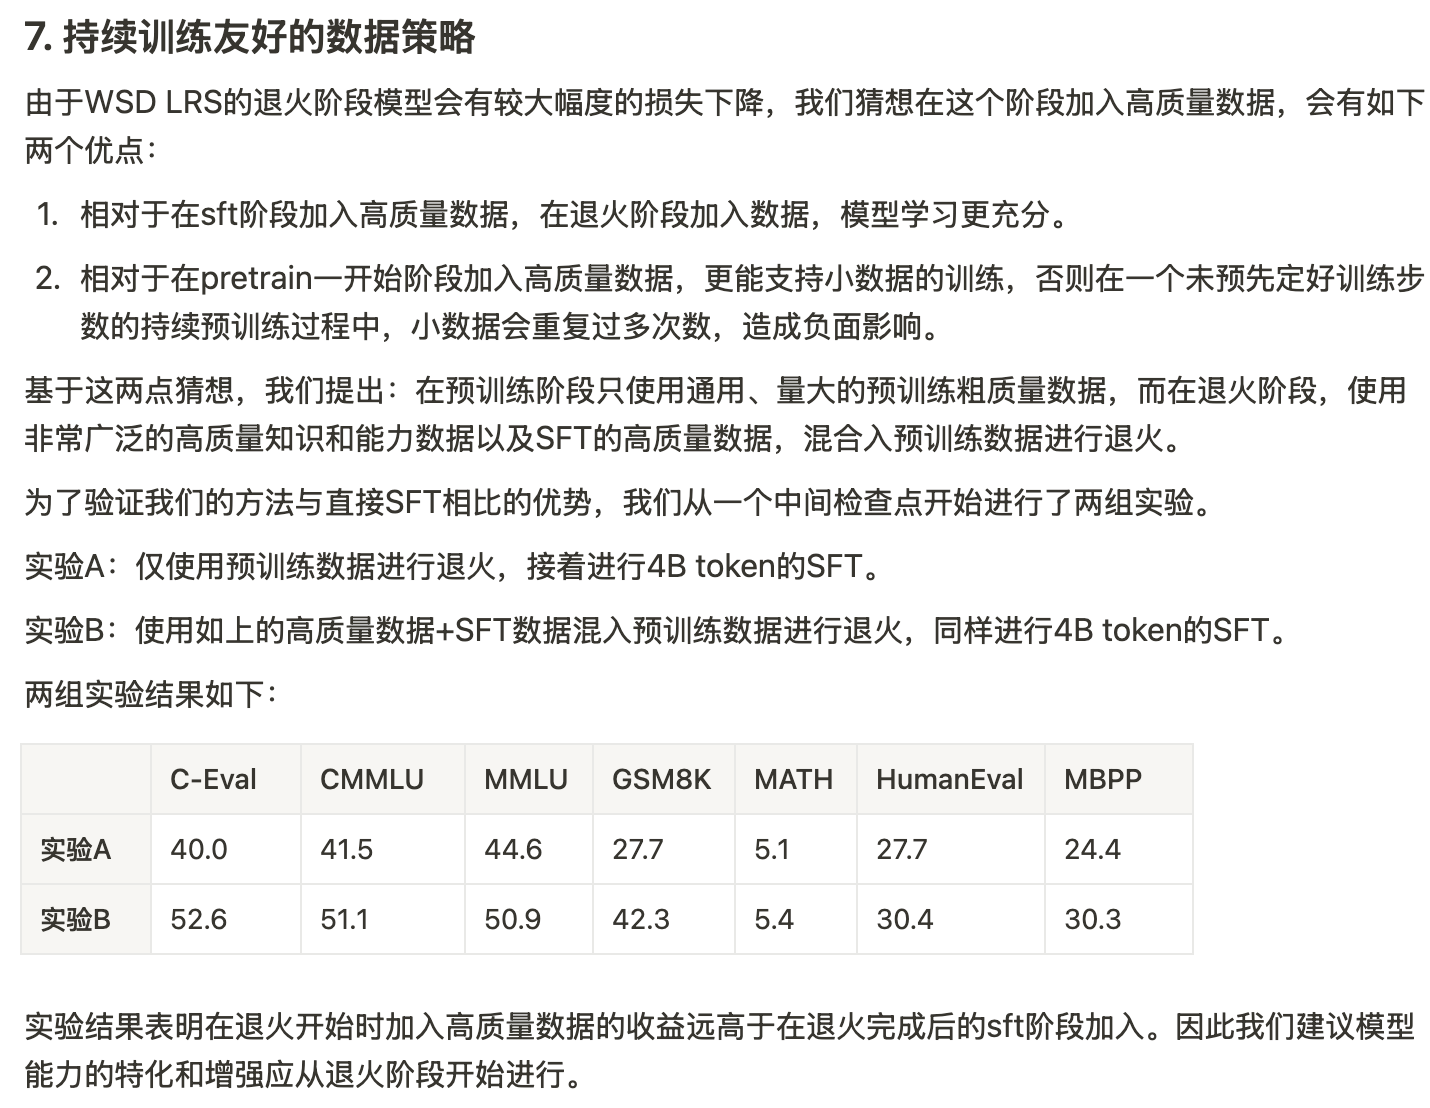 7. 持续训练友好的数据策略
由于WSD LRS的退火阶段模型会有较大幅度的损失下降，我们猜想在这个阶段加入高质量数据，会有如下
两个优点：
1. 相对于在sft阶段加入高质量数据，在退火阶段加入数据，模型学习更充分。
2. 相对于在pretrain一开始阶段加入高质量数据，更能支持小数据的训练，否则在一个未预先定好训练步
数的持续预训练过程中，小数据会重复过多次数，造成负面影响。
基于这两点猜想，我们提出：在预训练阶段只使用通用、量大的预训练粗质量数据，而在退火阶段，使用
非常广泛的高质量知识和能力数据以及SFT的高质量数据，混合入预训练数据进行退火。
为了验证我们的方法与直接SFT相比的优势，我们从一个中间检查点开始进行了两组实验。
实验A：仅使用预训练数据进行退火，接着进行4B token的SFT。
实验B：使用如上的高质量数据+SFT数据混入预训练数据进行退火，同样进行4B token的SFT。
两组实验结果如下：
C-Eval CMMLU MMLU GSM8K MATH HumanEval MBPP
实验A 40.0 41.5 44.6 27.7 5.1 27.7 24.4
实验B 52.6 51.1 50.9 42.3 5.4 30.4 30.3
实验结果表明在退火开始时加入高质量数据的收益远高于在退火完成后的sft阶段加入。因此我们建议模型
能力的特化和增强应从退火阶段开始进行。